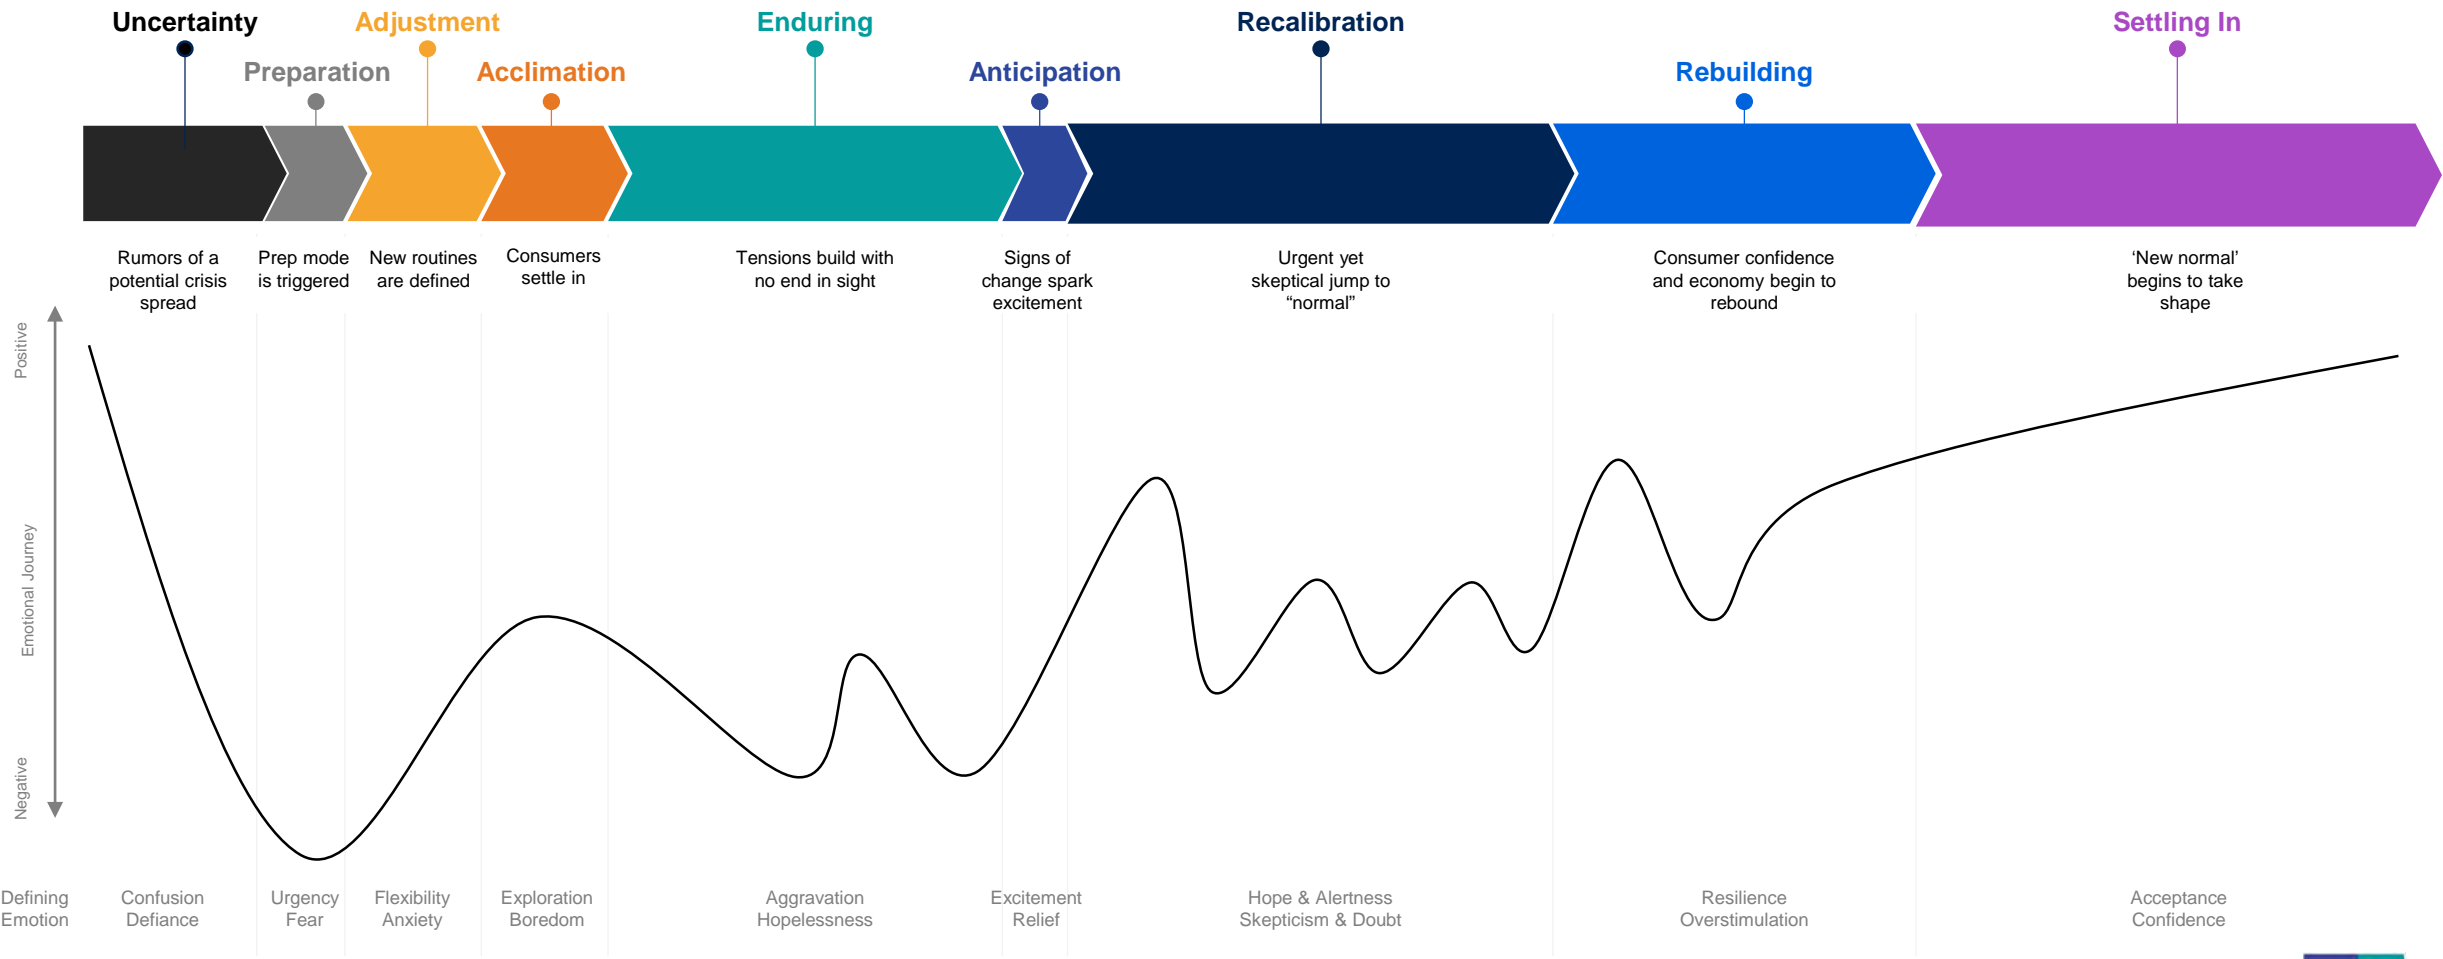 Uncertainty
Adjustment
Enduring
Recalibration
Settling In
Preparation
Acclimation
Anticipation
Rebuilding
Rumors of a
potential crisis
spread
Prep mode
is triggered
New routines
are defined
Consumers
settle in
Tensions build with
no end in sight
Signs of
change spark
excitement
Urgent yet
skeptical jump to
“normal”
Consumer confidence
and economy begin to
rebound
‘New normal’
begins to take
shape
Positive
Emotional Journey
Negative
Defining
Emotion
Confusion
Defiance
Urgency
Fear
Flexibility
Anxiety
Exploration
Boredom
Aggravation
Hopelessness
Excitement
Relief
Hope & Alertness
Skepticism & Doubt
Resilience
Overstimulation
Acceptance
Confidence